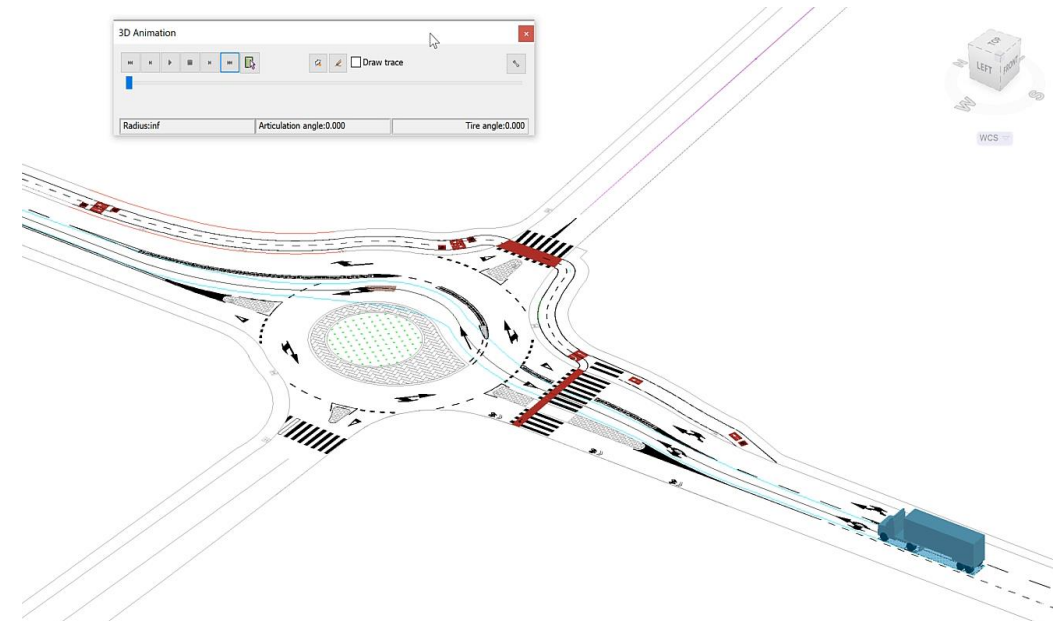 3D Animation
Draw trace
Radius:inf
Articulation angle:0.000
Tire angle:0.000
TOP
LEFT
FRONT
N
W
S
WCS